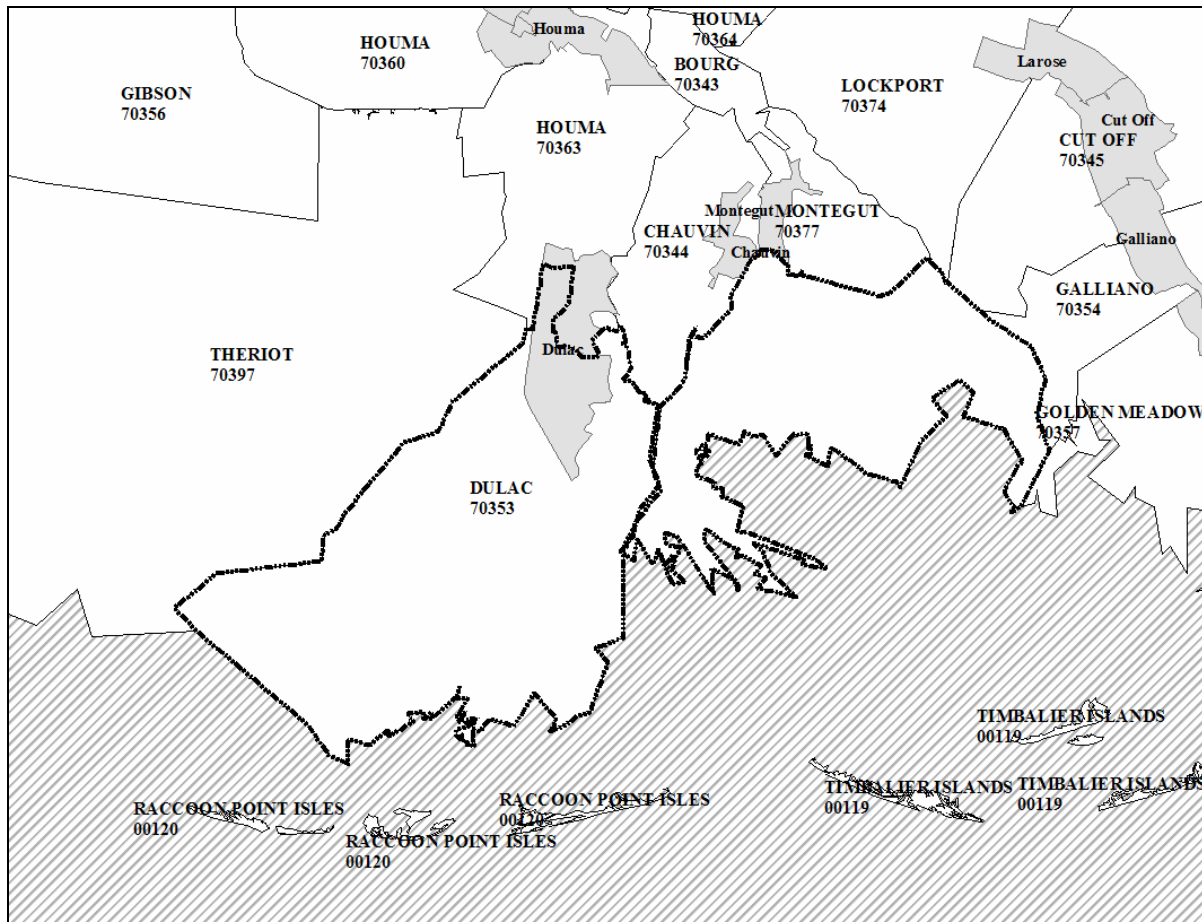 HOUMA
70364
Houma
HOUMA
70360
BOURG
70343
Larose
LOCKPORT
70374
GIBSON
70356
Cut Off
HOUMA
70363
CUT OFF
70345
Montegut
MONTEGUT
70377
CHAUVIN
70344
Chauvin
Galliano
GALLIANO
70354
THERIOT
70397
Dulac
GOLDEN MEADOW
70357
DULAC
70353
TIMBALIER ISLANDS
00119
TIMBALIER ISLANDS
00119
TIMBALIER ISLANDS
00119
RACCOON POINT ISLES
00120
RACCOON POINT ISLES
00120
RACCOON POINT ISLES
00120